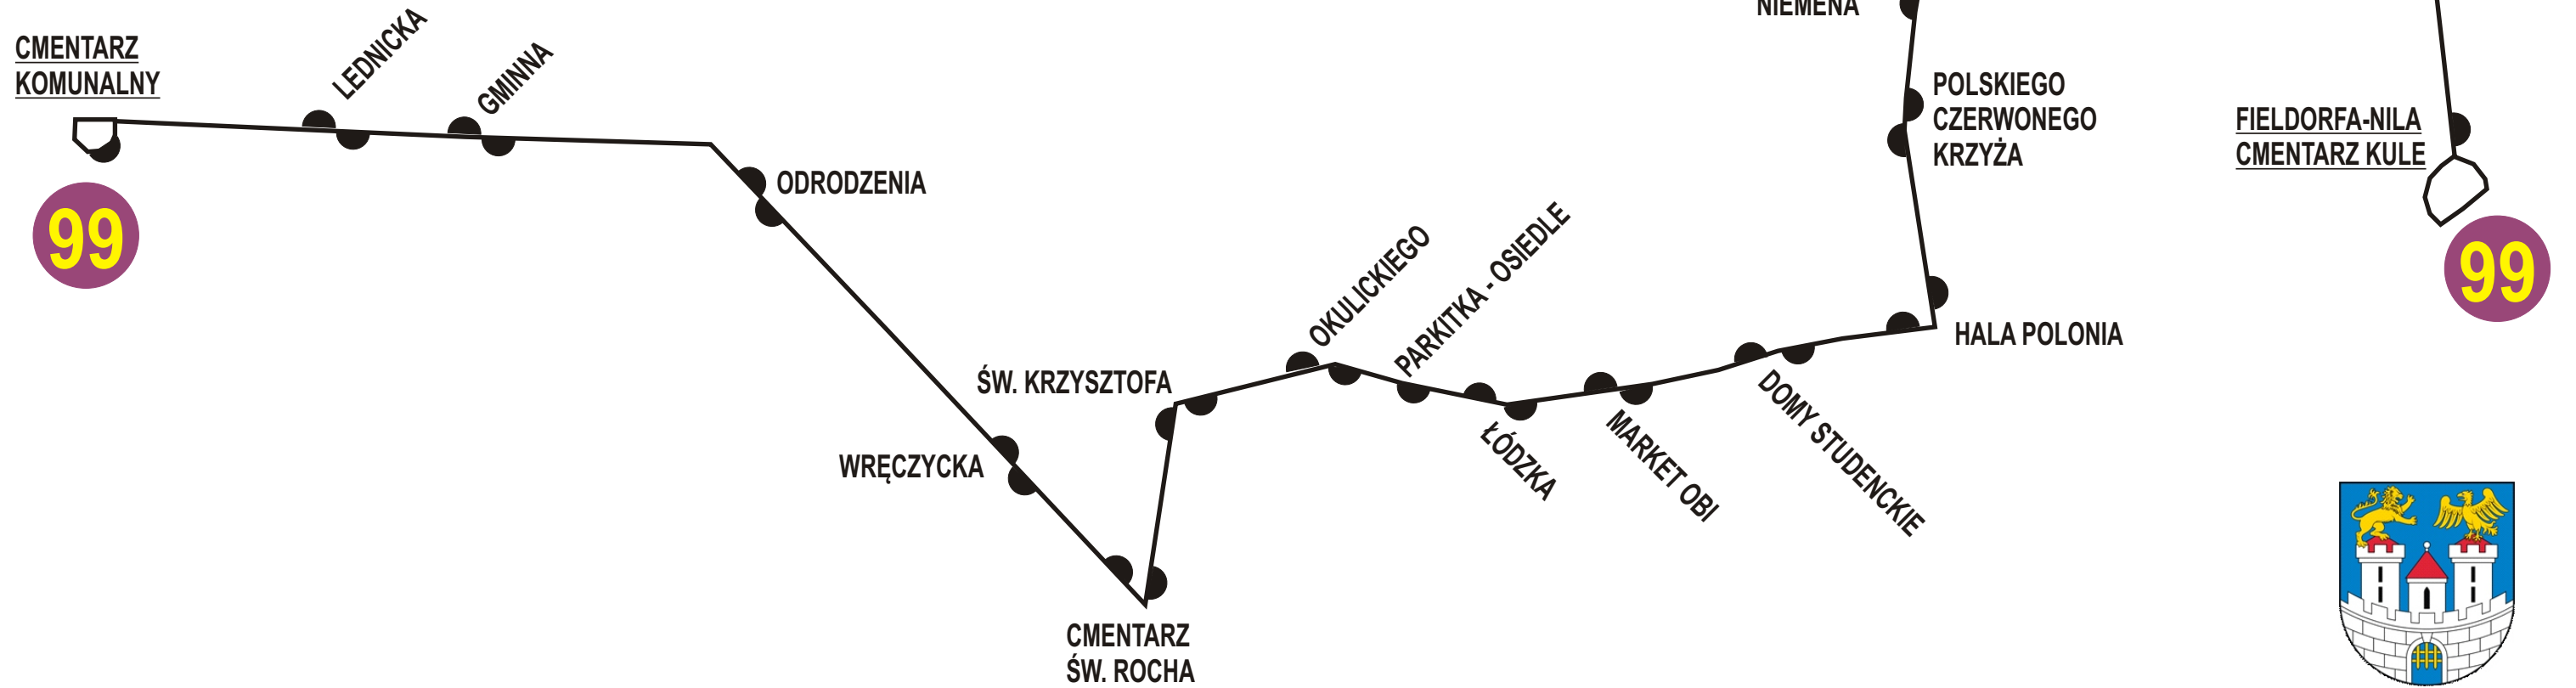 NIEMENA
CMENTARZ
KOMUNALNY
LEDNICKA
GMINNA
99
ODRODZENIA
WRĘCZYCKA
CMENTARZ
ŚW. ROCHA
ŚW. KRZYSZTOFA
OKULICKIEGO
PARKITKA - OSIEDLE
ŁÓDZKA
MARKET OBI
DOMY STUDENCKIE
HALA POLONIA
POLSKIEGO
CZERWONEGO
KRZYŻA
FIELDORFA-NILA
CMENTARZ KULE
99